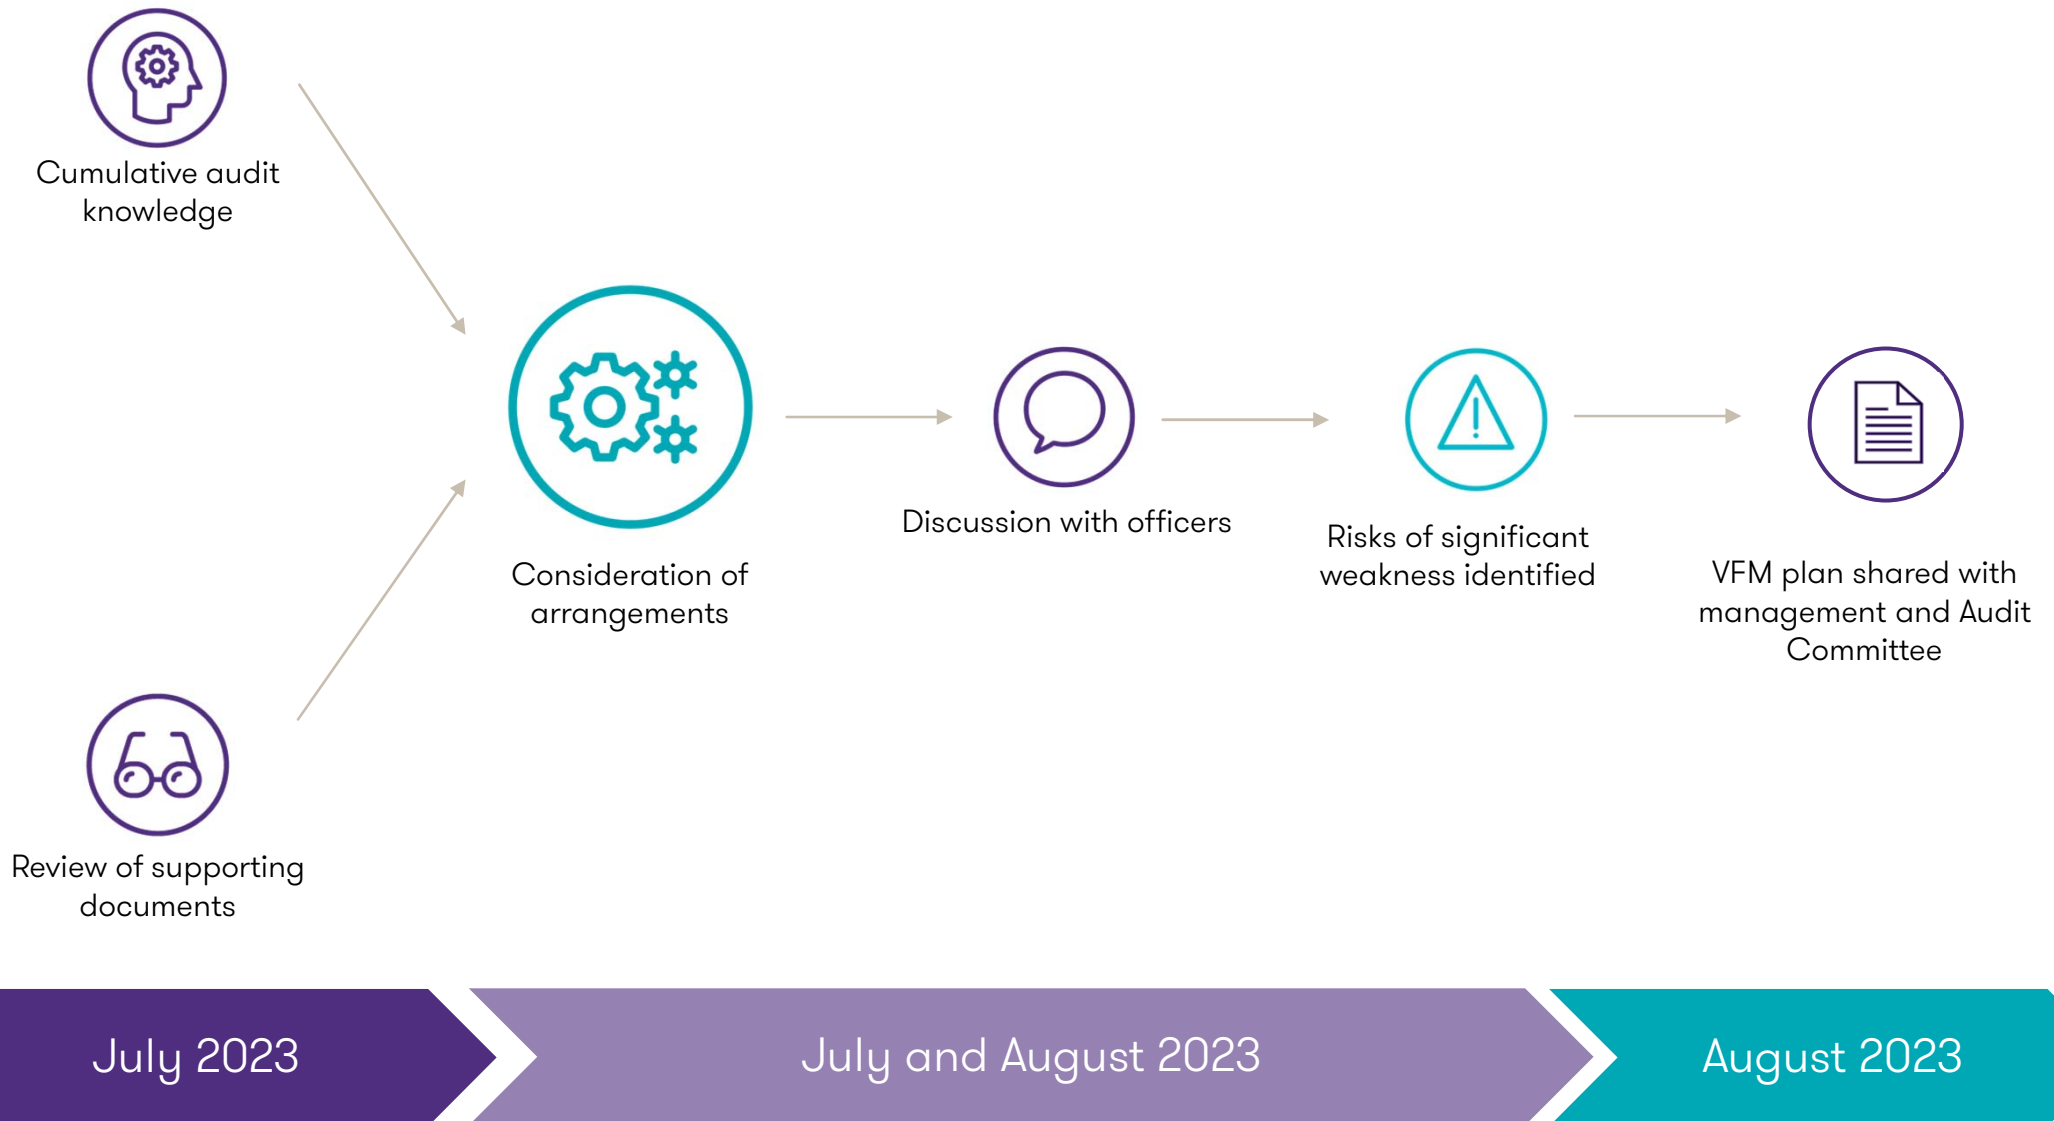 Cumulative audit
knowledge
Consideration of
arrangements
Discussion with officers
Risks of significant
weakness identified
VFM plan shared with
management and Audit
Committee
Review of supporting
documents
July 2023
July and August 2023
August 2023